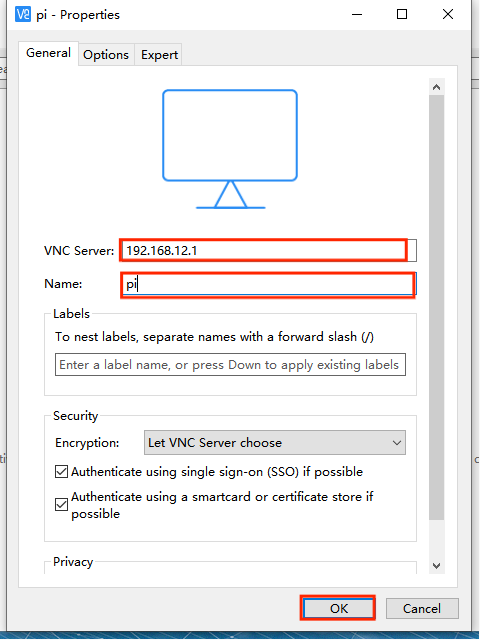 pi - Properties
General Options Expert
VNC Server: 192.168.12.1
Name: pi
Labels
To nest labels, separate names with a forward slash (/)
Enter a label name, or press Down to apply existing labels
Security
Encryption: Let VNC Server choose
Authenticate using single sign-on (SSO) if possible
Authenticate using a smartcard or certificate store if
possible
Privacy
OK Cancel